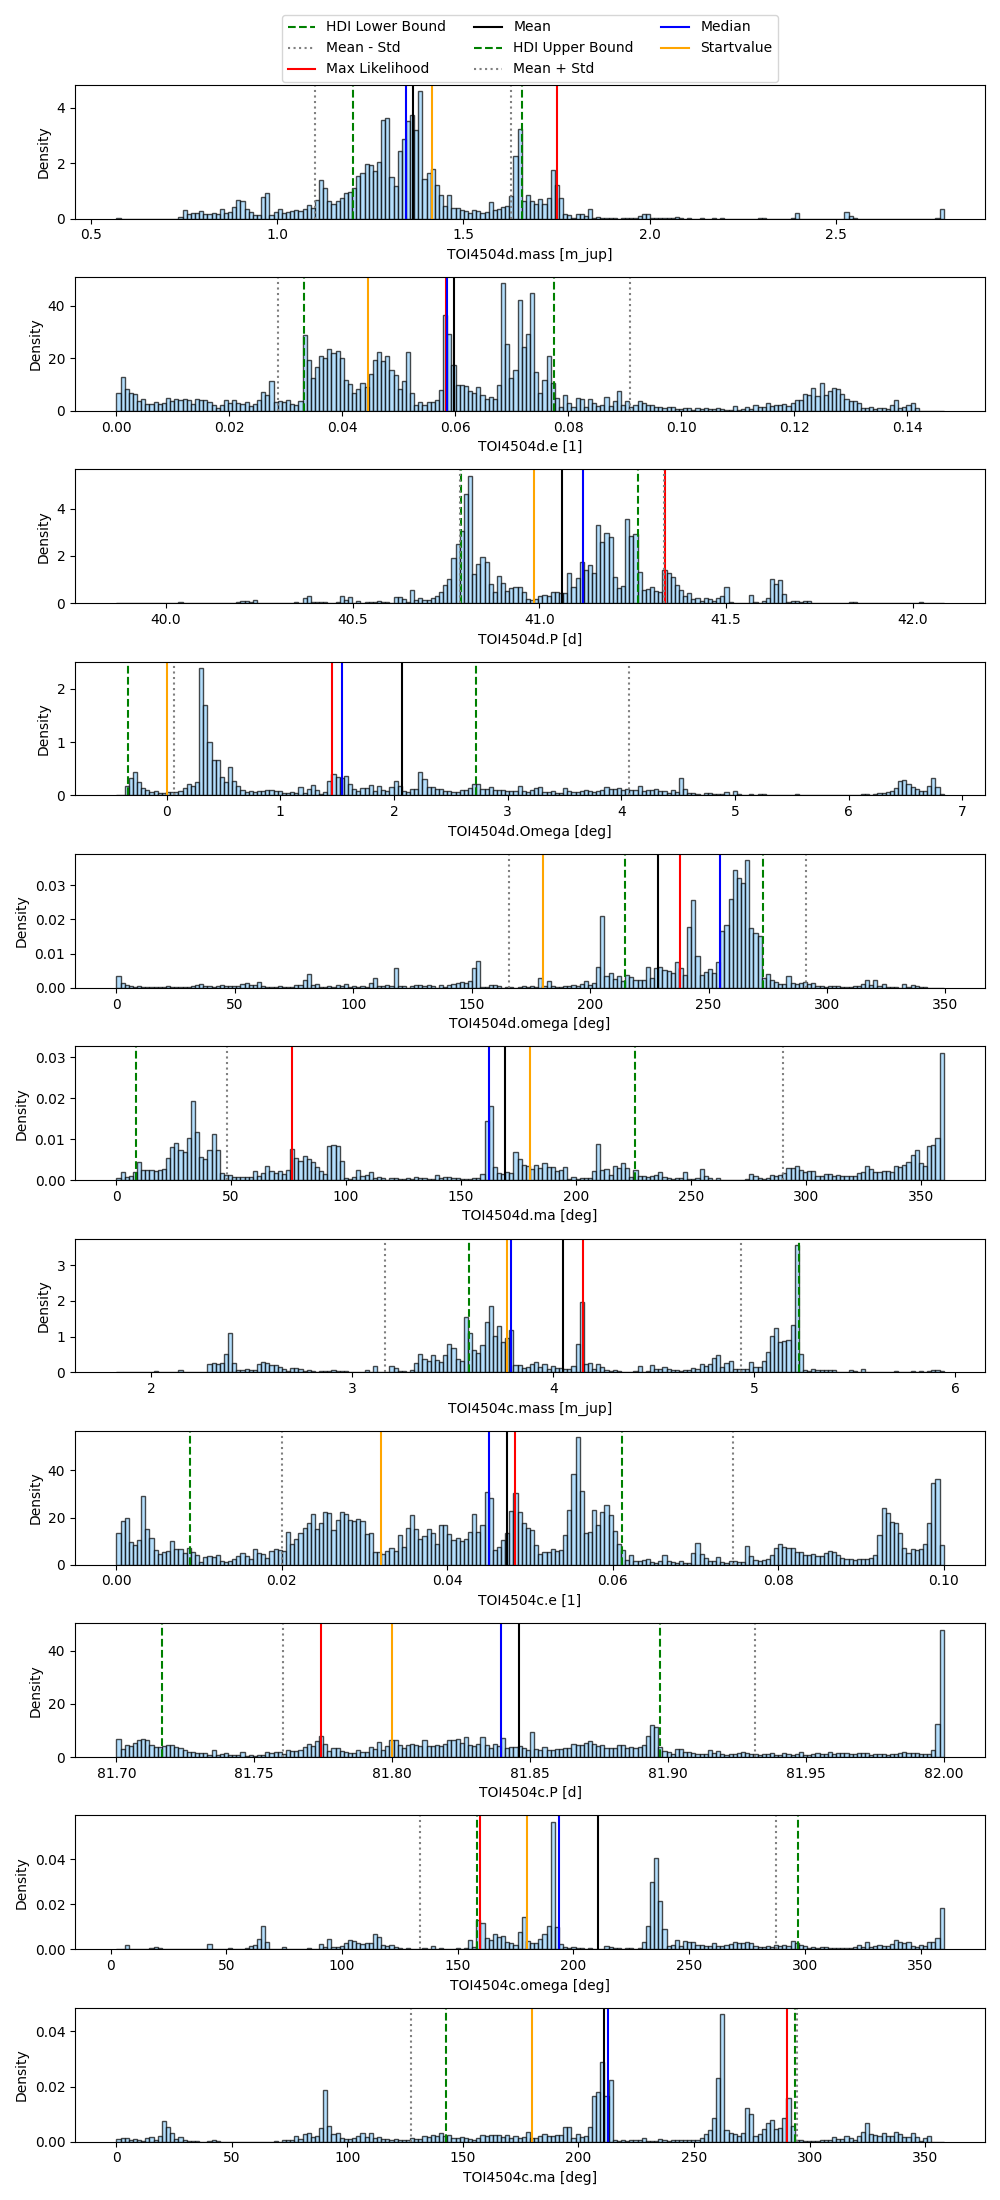 HDI Lower Bound Mean Median
Mean - Std HDI Upper Bound Startvalue
Max Likelihood Mean + Std
4
2
0
Density
0.5 1.0 1.5 2.0 2.5
TOI4504d.mass [m_jup]
40
20
0
Density
0.00 0.02 0.04 0.06 0.08 0.10 0.12 0.14
TOI4504d.e [1]
4
2
0
Density
40.0 40.5 41.0 41.5 42.0
TOI4504d.P [d]
2
1
0
Density
0 1 2 3 4 5 6 7
TOI4504d.Omega [deg]
0.03
0.02
0.01
0.00
Density
0 50 100 150 200 250 300 350
TOI4504d.omega [deg]
0.03
0.02
0.01
0.00
Density
0 50 100 150 200 250 300 350
TOI4504d.ma [deg]
3
2
1
0
Density
2 3 4 5 6
TOI4504c.mass [m_jup]
40
20
0
Density
0.00 0.02 0.04 0.06 0.08 0.10
TOI4504c.e [1]
40
20
0
Density
81.70 81.75 81.80 81.85 81.90 81.95 82.00
TOI4504c.P [d]
0.04
0.02
0.00
Density
0 50 100 150 200 250 300 350
TOI4504c.omega [deg]
0.04
0.02
0.00
Density
0 50 100 150 200 250 300 350
TOI4504c.ma [deg]